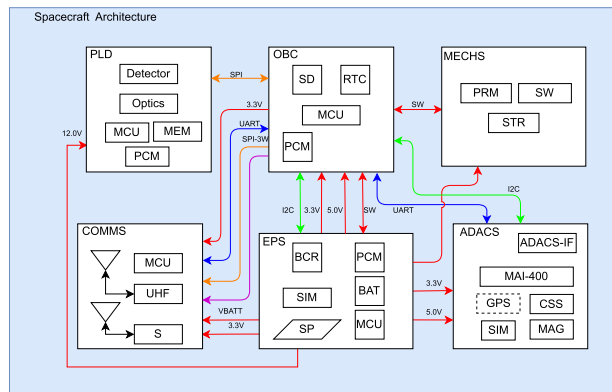 Spacecraft Architecture
PLD
Detector
Optics
MCU
MEM
PCM
12.0V
SPI
OBC
SD
RTC
MCU
PCM
SW
MECHS
PRM
SW
STR
3.3V
UART
SPI-3W
I2C
3.3V
5.0V
SW
UART
I2C
COMMS
MCU
UHF
S
VBATT
3.3V
EPS
BCR
PCM
SIM
BAT
SP
MCU
3.3V
5.0V
ADACS
ADACS-IF
MAI-400
GPS
CSS
SIM
MAG